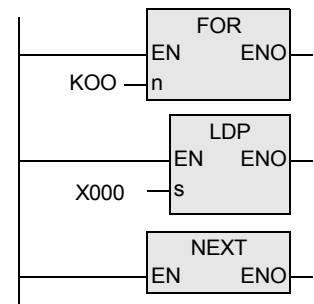 FOR
EN ENO
KOO n
LDP
EN ENO
X000 s
NEXT
EN ENO